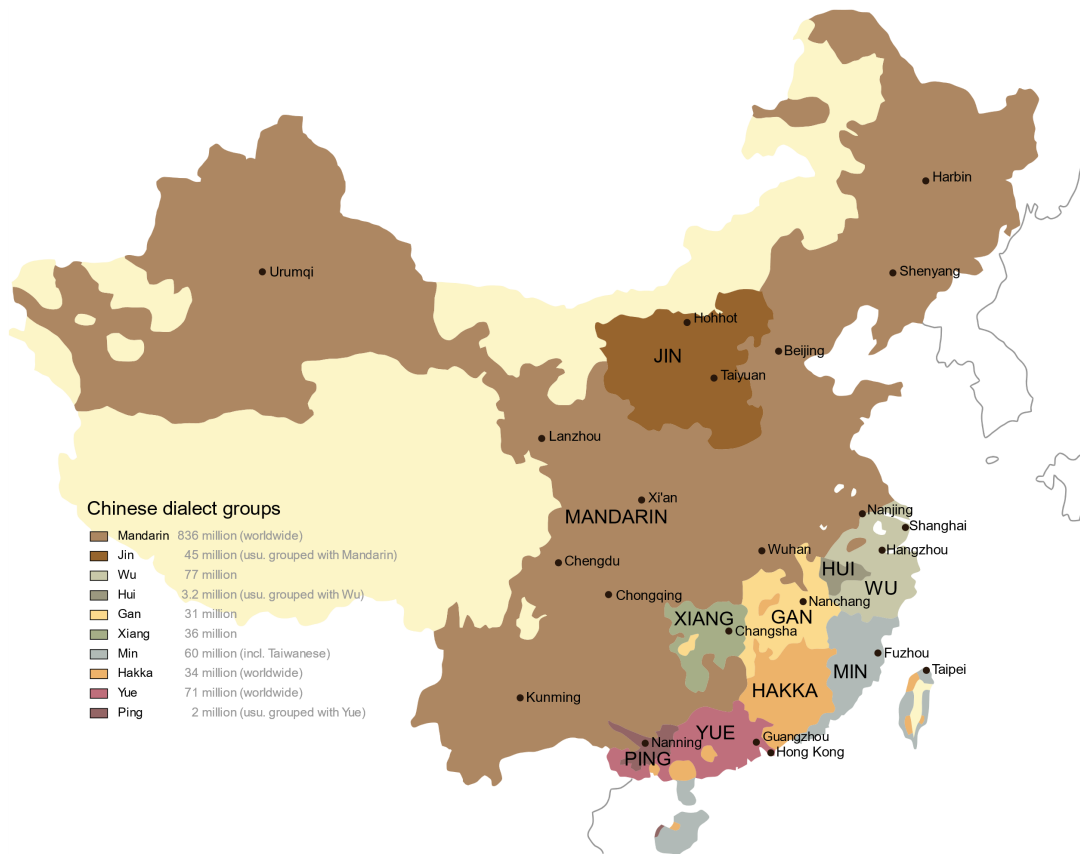 Harbin
Shenyang
Urumqi
Hohhot
JIN
Beijing
Taiyuan
Lanzhou
Xi'an
MANDARIN
Nanjing
Shanghai
Wuhan
Hangzhou
Chengdu
HUI
WU
Chongqing
Nanchang
XIANG
GAN
Changsha
Fuzhou
MIN
Taipei
HAKKA
Kunming
YUE
Guangzhou
Nanning
Hong Kong
PING
Chinese dialect groups
Mandarin 836 million (worldwide)
Jin 45 million (usu. grouped with Mandarin)
Wu 77 million
Hui 3.2 million (usu. grouped with Wu)
Gan 31 million
Xiang 36 million
Min 60 million (incl. Taiwanese)
Hakka 34 million (worldwide)
Yue 71 million (worldwide)
Ping 2 million (usu. grouped with Yue)